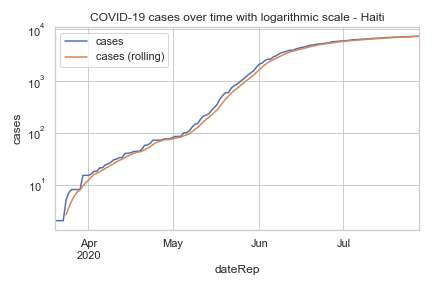 COVID-19 cases over time with logarithmic scale - Haiti
cases
cases (rolling)
10^4
10^3
10^2
10^1
cases
Apr May Jun Jul
2020
dateRep